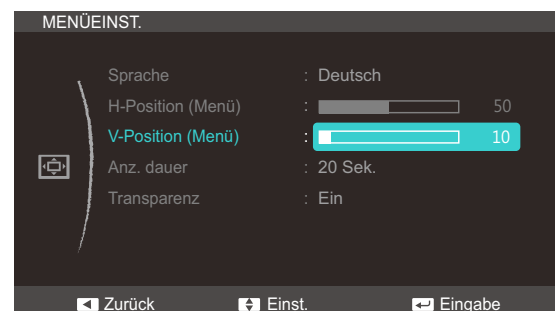 MENÜEINST.
Sprache : Deutsch
H-Position (Menü) : 50
V-Position (Menü) : 10
Anz. dauer : 20 Sek.
Transparenz : Ein
Zurück Einst. Eingabe